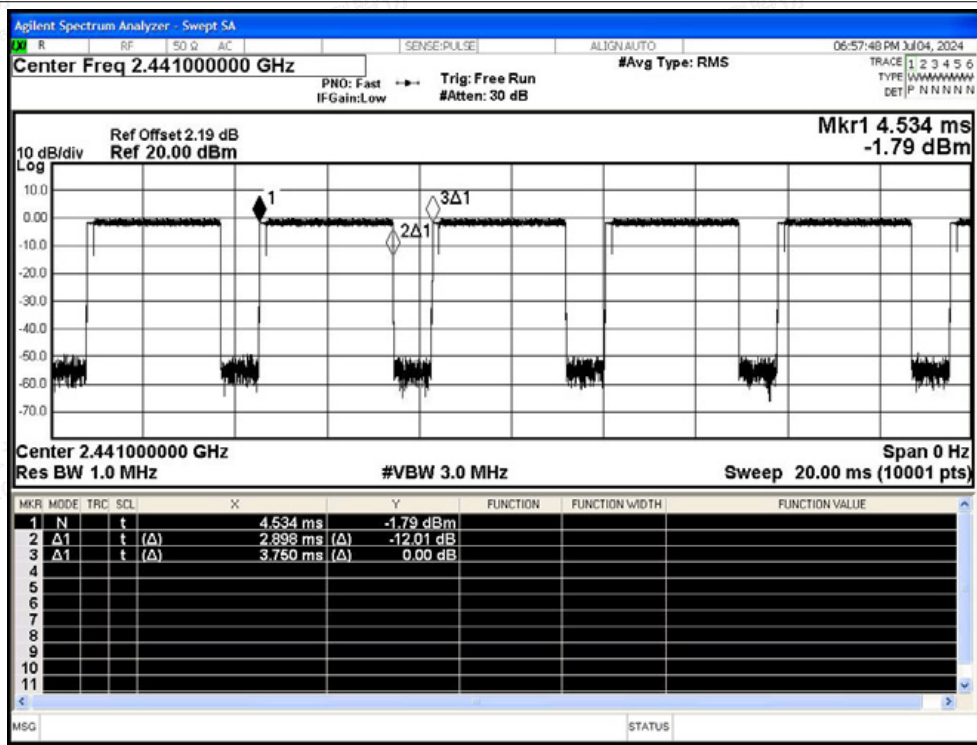 Agilent Spectrum Analyzer - Swept SA
LXI R RF 50 Ω AC SENSE:PULSE ALIGN AUTO 06:57:48 PM Jul 04, 2024
Center Freq 2.441000000 GHz #Avg Type: RMS TRACE 1 2 3 4 5 6
PNO: Fast Trig: Free Run TYPE WWWWWW
IFGain:Low #Atten: 30 dB DET P N N N N N
Mkr1 4.534 ms
-1.79 dBm
Ref Offset 2.19 dB
10 dB/div Ref 20.00 dBm
Log
10.0
0.00
-10.0
-20.0
-30.0
-40.0
-50.0
-60.0
-70.0
1
2Δ1
3Δ1
Center 2.441000000 GHz Span 0 Hz
Res BW 1.0 MHz #VBW 3.0 MHz Sweep 20.00 ms (10001 pts)
MKR MODE TRC SCL X Y FUNCTION FUNCTION WIDTH FUNCTION VALUE
1 N t 4.534 ms -1.79 dBm
2 Δ1 t (Δ) 2.898 ms (Δ) -12.01 dB
3 Δ1 t (Δ) 3.750 ms (Δ) 0.00 dB
4
5
6
7
8
9
10
11
MSG STATUS